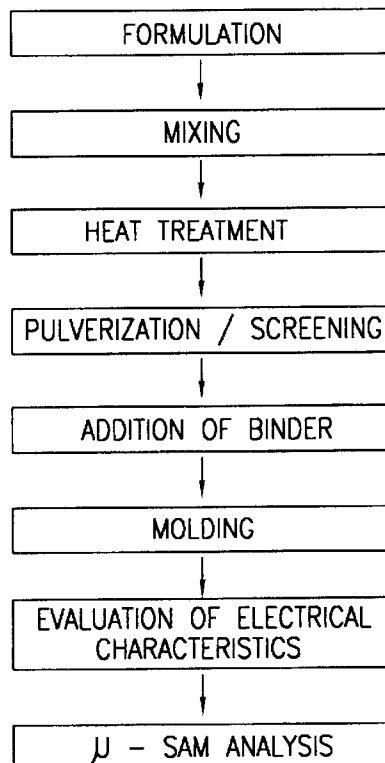 FORMULATION
MIXING
HEAT TREATMENT
PULVERIZATION / SCREENING
ADDITION OF BINDER
MOLDING
EVALUATION OF ELECTRICAL
CHARACTERISTICS
μ - SAM ANALYSIS